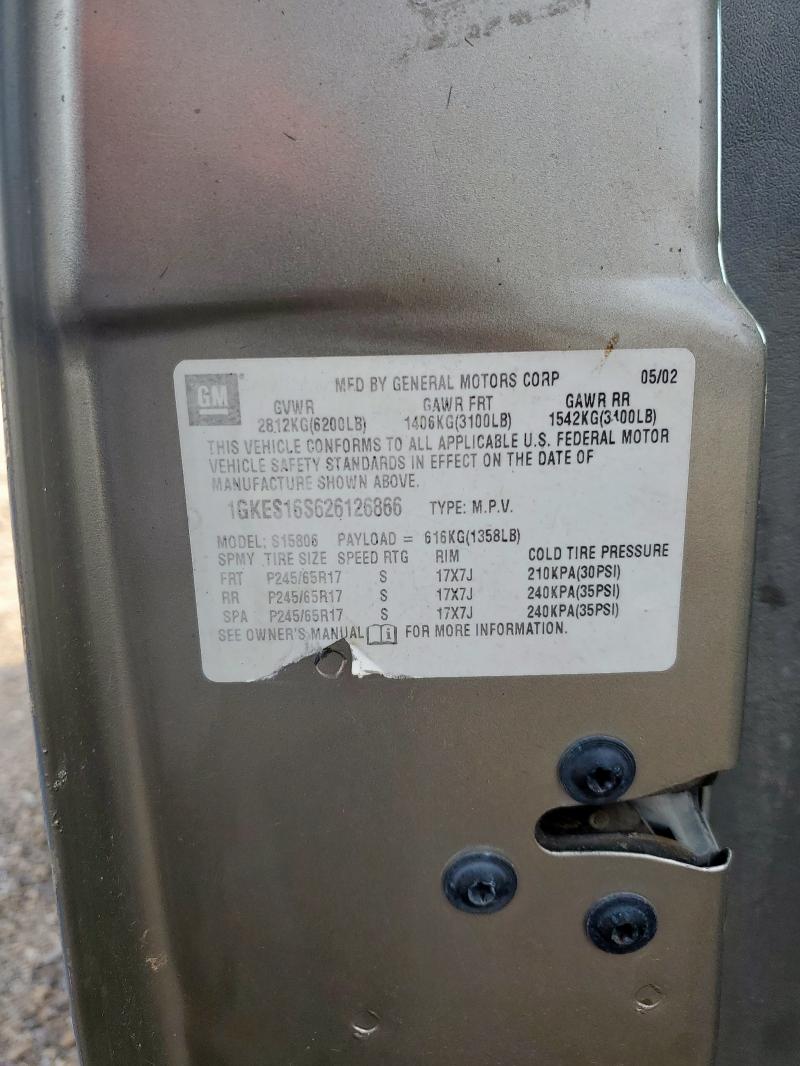 GM
MFD BY GENERAL MOTORS CORP 05/02
GVWR GAWR FRT GAWR RR
2812KG(6200LB) 1406KG(3100LB) 1542KG(3400LB)
THIS VEHICLE CONFORMS TO ALL APPLICABLE U.S. FEDERAL MOTOR
VEHICLE SAFETY STANDARDS IN EFFECT ON THE DATE OF
MANUFACTURE SHOWN ABOVE.
1GKES16S626126866 TYPE: M.P.V.
MODEL: S15806 PAYLOAD = 616KG(1358LB)
SPMY TIRE SIZE SPEED RTG RIM COLD TIRE PRESSURE
FRT P245/65R17 S 17X7J 210KPA(30PSI)
RR P245/65R17 S 17X7J 240KPA(35PSI)
SPA P245/65R17 S 17X7J 240KPA(35PSI)
SEE OWNER'S MANUAL i FOR MORE INFORMATION.